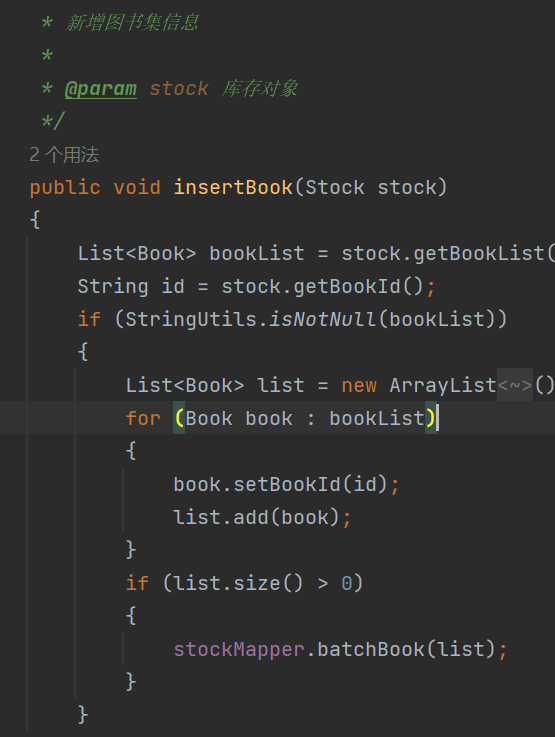 * 新增图书集信息
*
* @param stock 库存对象
*/
2 个用法
public void insertBook(Stock stock)
{
List<Book> bookList = stock.getBookList(
String id = stock.getBookId();
if (StringUtils.isNotNull(bookList))
{
List<Book> list = new ArrayList<~>()
for (Book book : bookList)
{
book.setBookId(id);
list.add(book);
}
if (list.size() > 0)
{
stockMapper.batchBook(list);
}
}